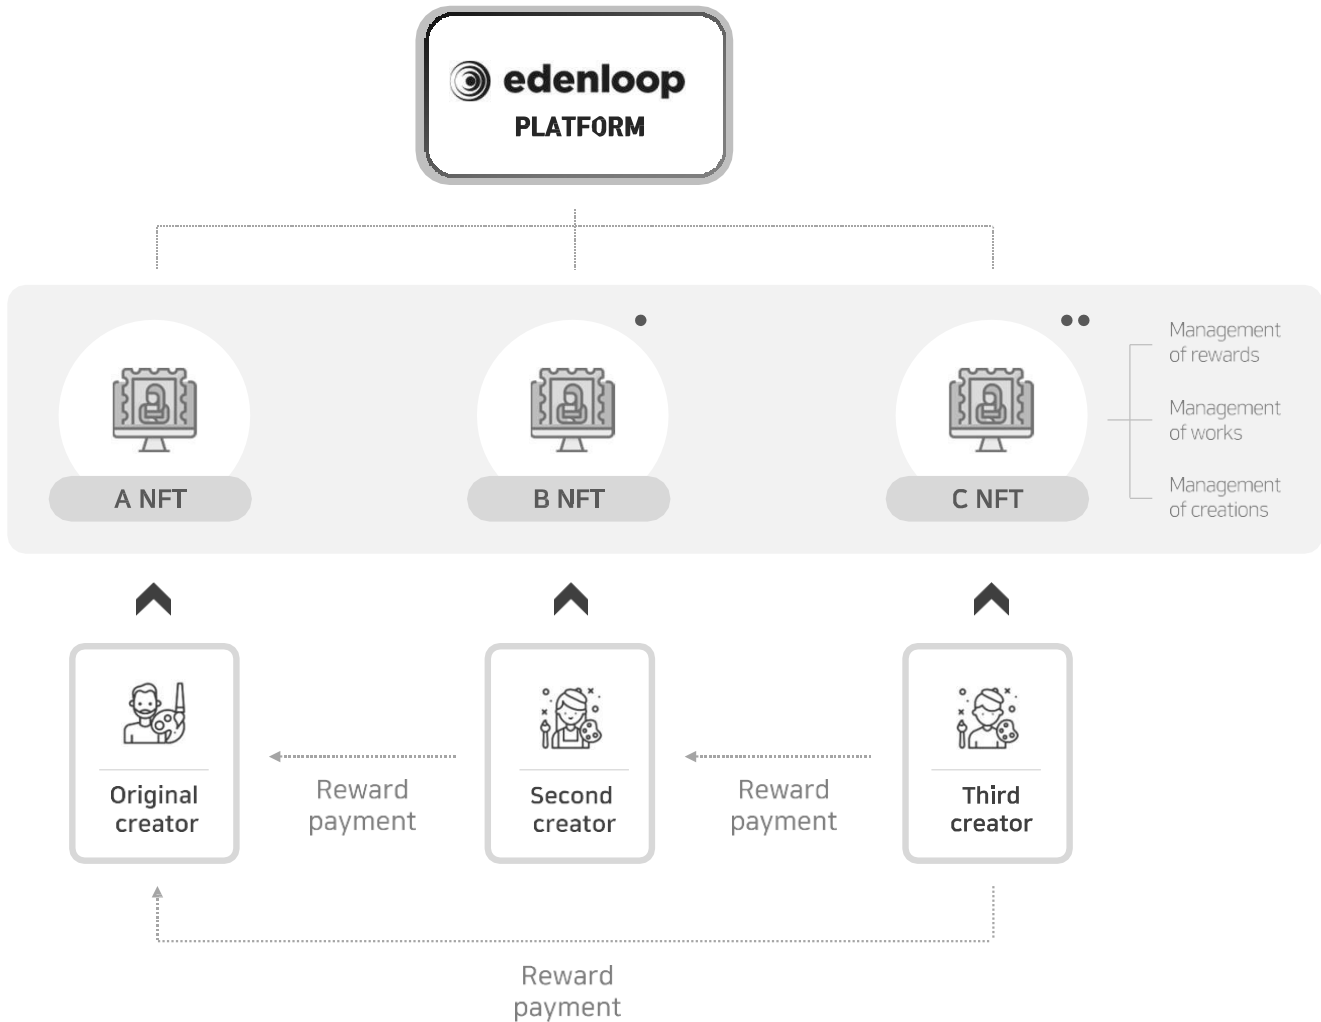 edenloop
PLATFORM
Management
of rewards
Management
of works
Management
of creations
A NFT
B NFT
C NFT
Original
creator
Reward
payment
Second
creator
Reward
payment
Third
creator
Reward
payment